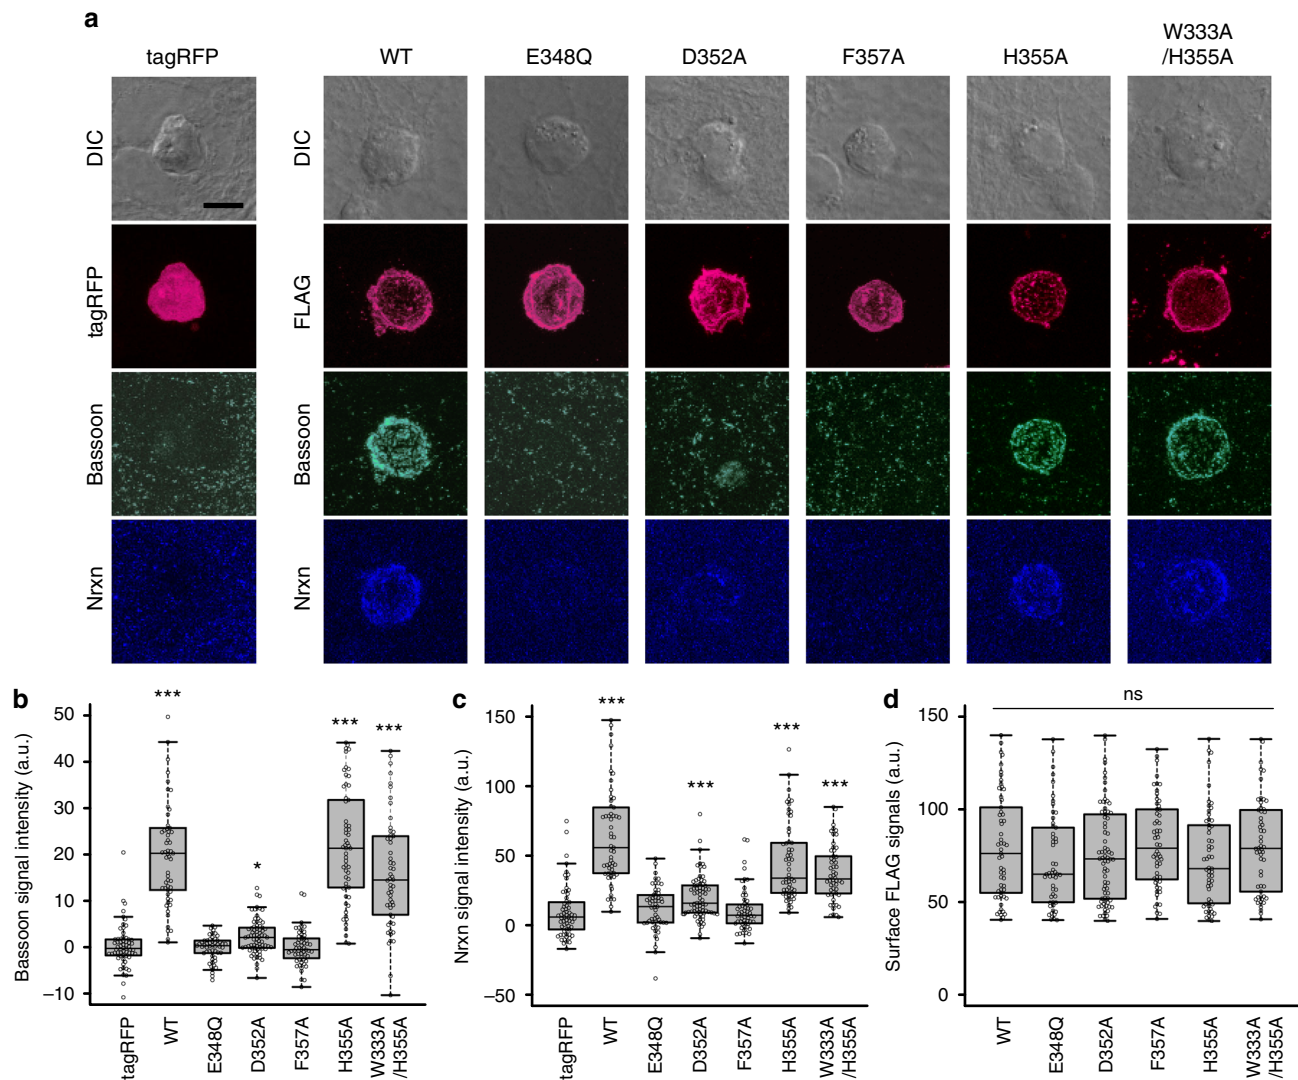 a
W333A
tagRFP WT E348Q D352A F357A H355A /H355A
DIC DIC
tagRFP FLAG
Bassoon Bassoon
Nrxn Nrxn
b
Bassoon signal intensity (a.u.)
50
40
30
20
10
0
–10
*** * *** ***
tagRFP WT E348Q D352A F357A H355A W333A
/H355A
c
Nrxn signal intensity (a.u.)
150
100
50
0
–50
*** *** *** ***
tagRFP WT E348Q D352A F357A H355A W333A
/H355A
d
ns
Surface FLAG signals (a.u.)
150
100
50
0
WT E348Q D352A F357A H355A W333A
/H355A